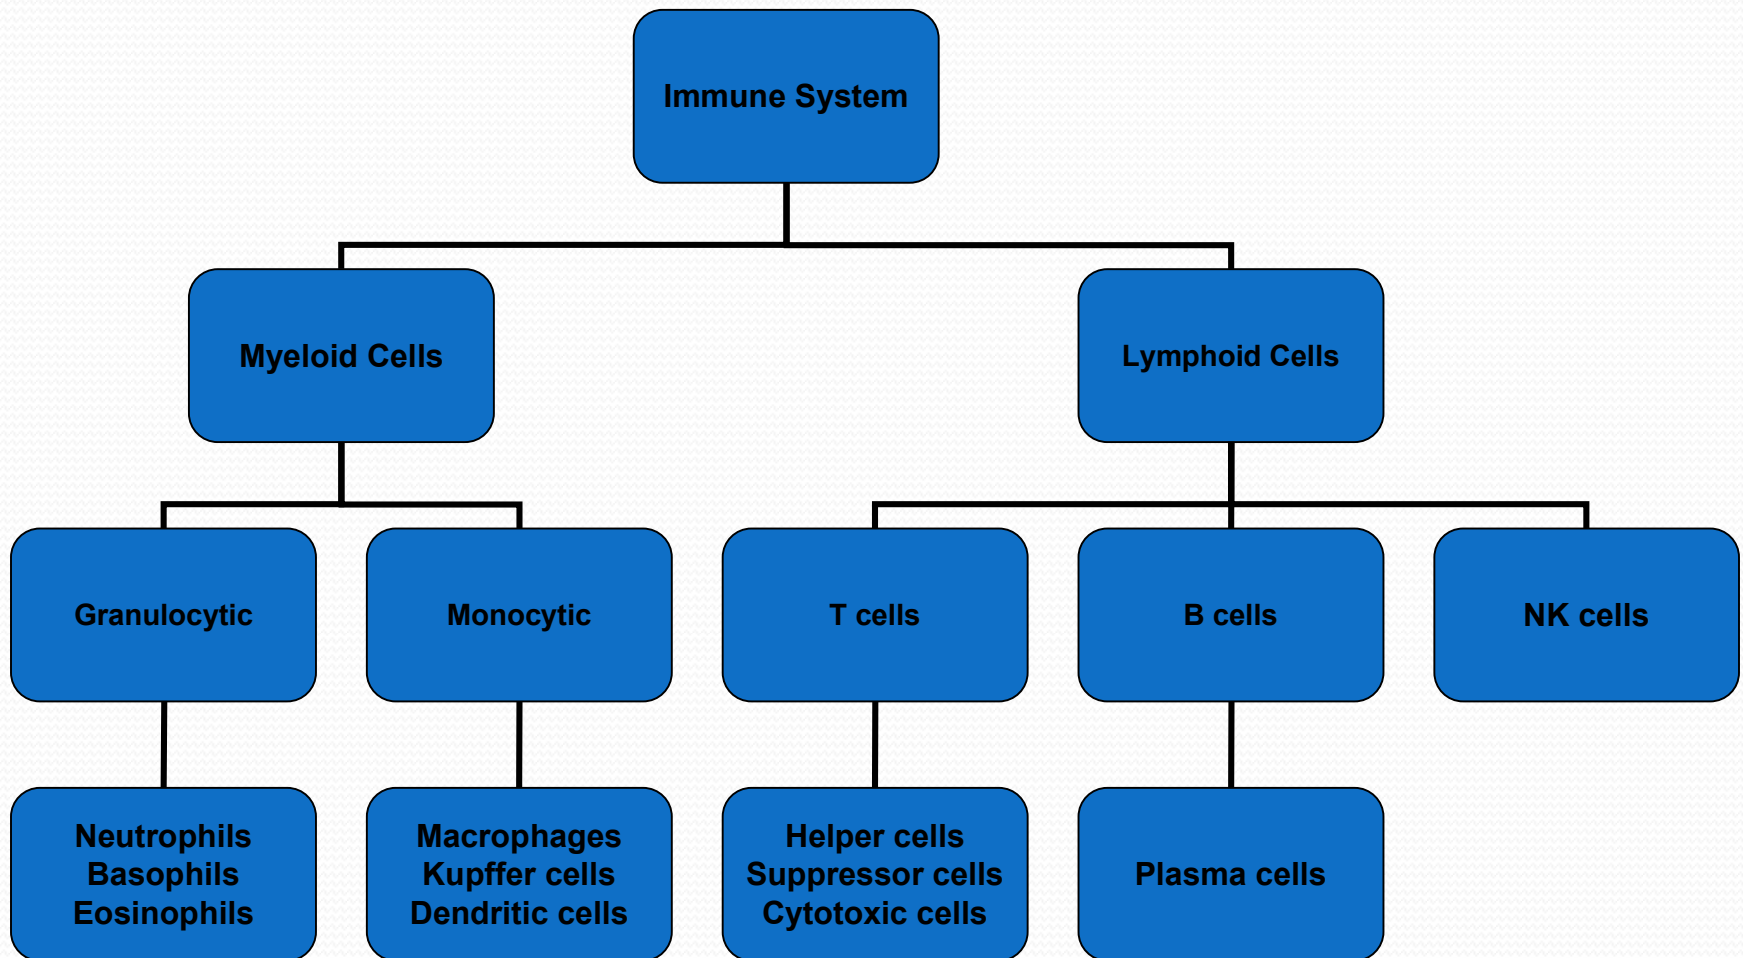 Immune System
Myeloid Cells
Lymphoid Cells
Granulocytic
Monocytic
T cells
B cells
NK cells
Neutrophils
Basophils
Eosinophils
Macrophages
Kupffer cells
Dendritic cells
Helper cells
Suppressor cells
Cytotoxic cells
Plasma cells